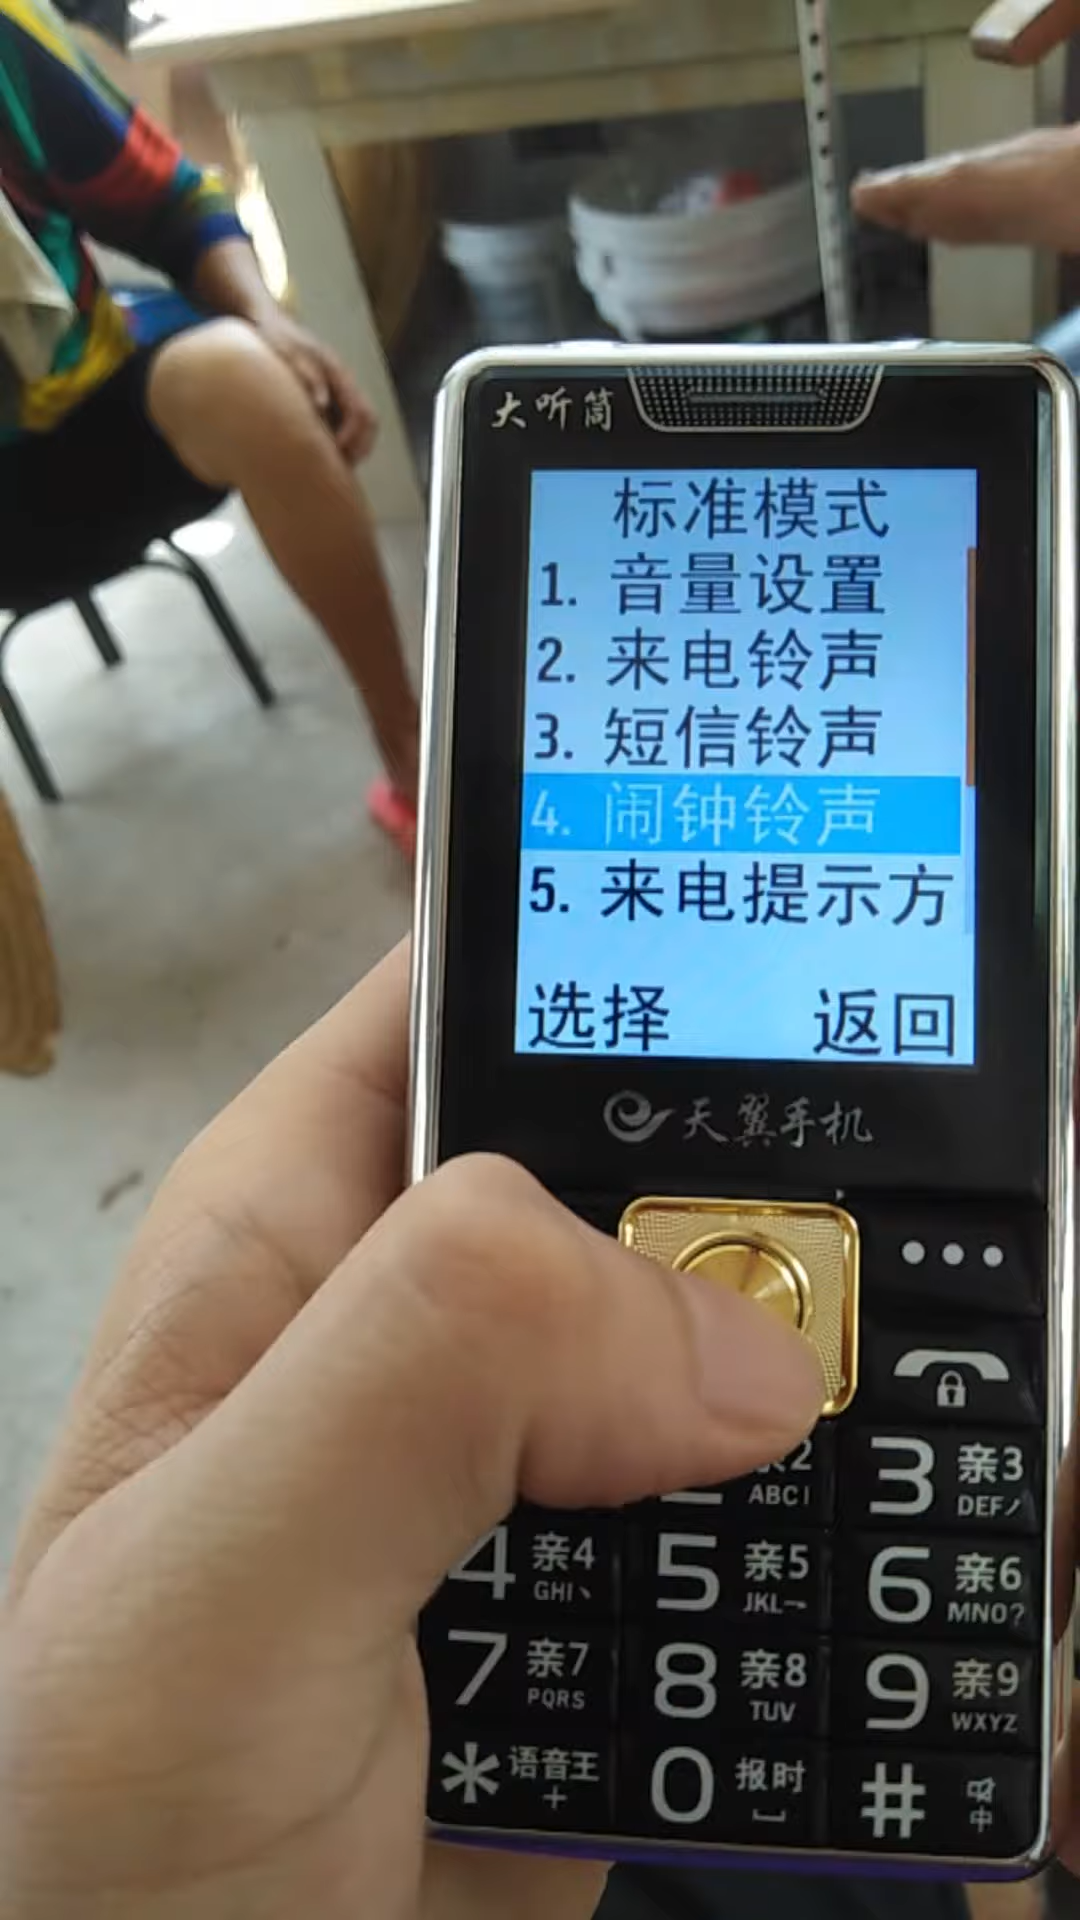 大听筒
标准模式
1. 音量设置
2. 来电铃声
3. 短信铃声
4. 闹钟铃声
5. 来电提示方
选择 返回
天翼手机
ABC
3 亲3
DEF
4 亲4
GHI
5 亲5
JKL
6 亲6
MNO?
7 亲7
PQRS
8 亲8
TUV
9 亲9
WXYZ
* 语音王
+
0 报时
# 中